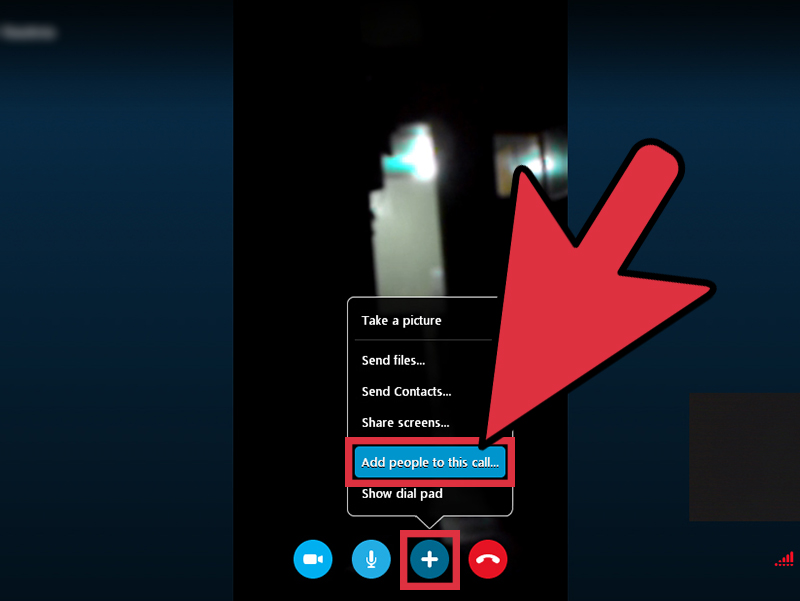 Take a picture
Send files...
Send Contacts...
Share screens...
Add people to this call...
Show dial pad